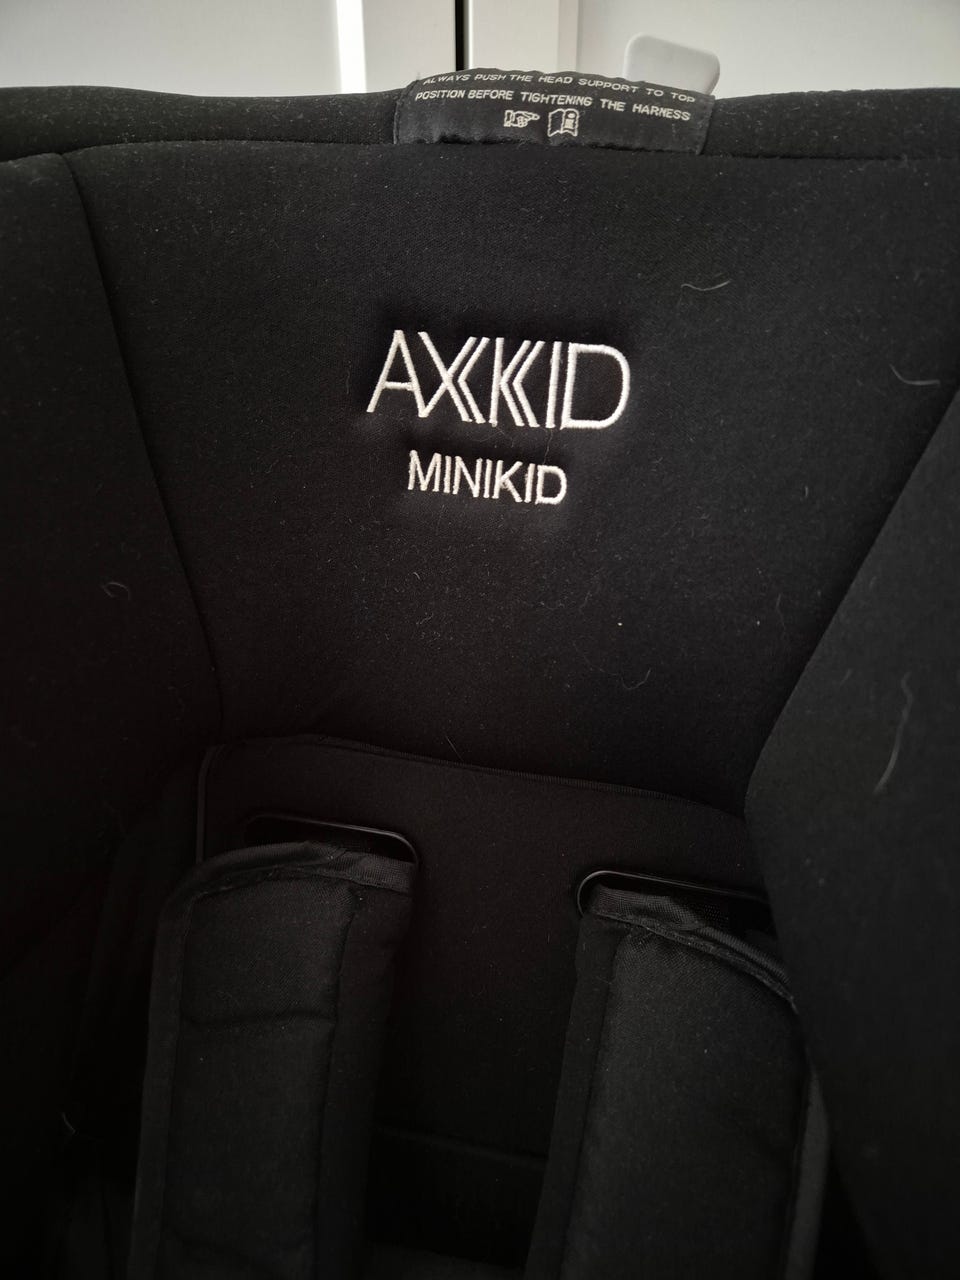 ALWAYS PUSH THE HEAD SUPPORT TO TOP
POSITION BEFORE TIGHTENING THE HARNESS
AXKID
MINIKID